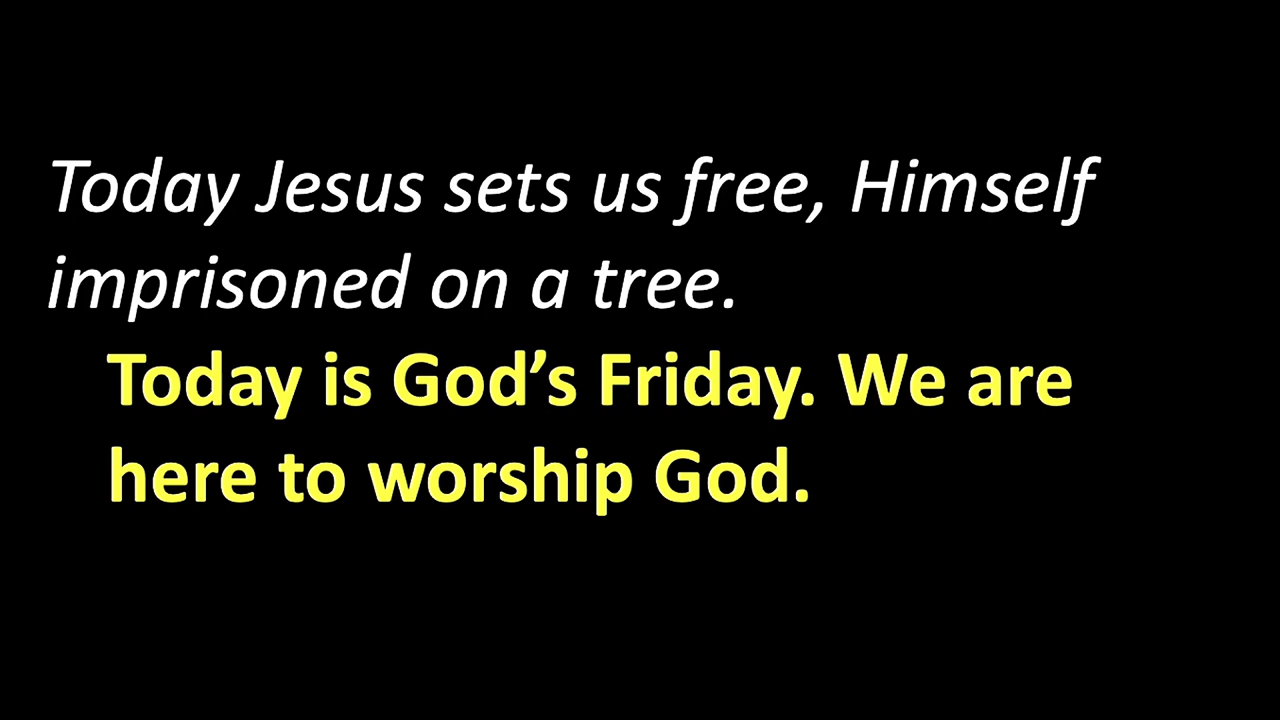 Today Jesus sets us free, Himself
imprisoned on a tree.
Today is God’s Friday. We are
here to worship God.